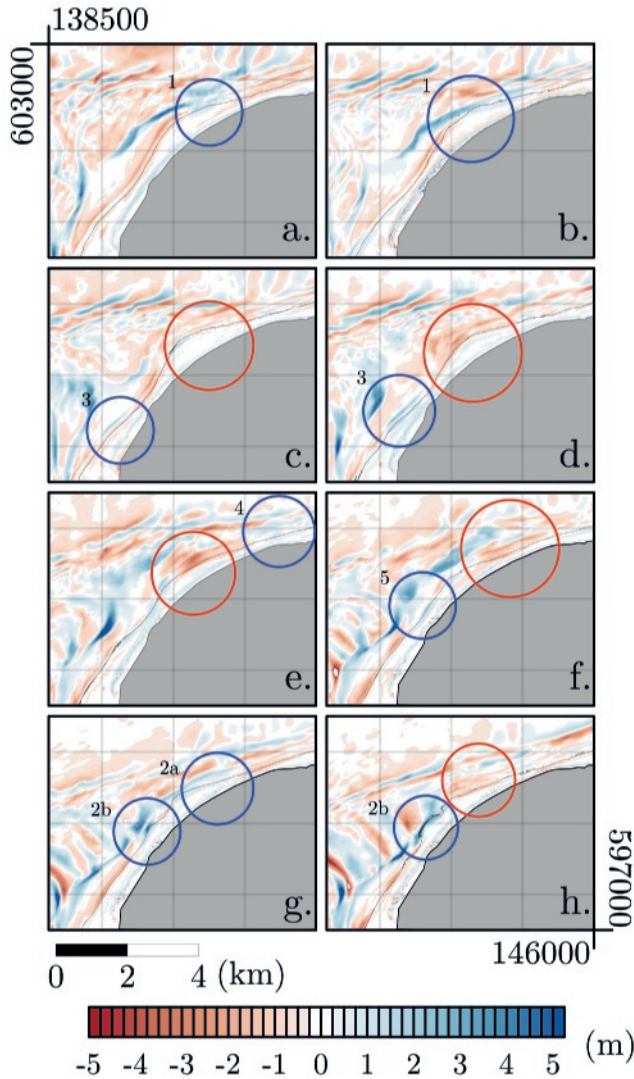 138500
603000
1
1
a.
b.
3
3
c.
d.
4
5
e.
f.
2a
2b
2b
g.
h.
597000
146000
0 2 4 (km)
-5 -4 -3 -2 -1 0 1 2 3 4 5 (m)